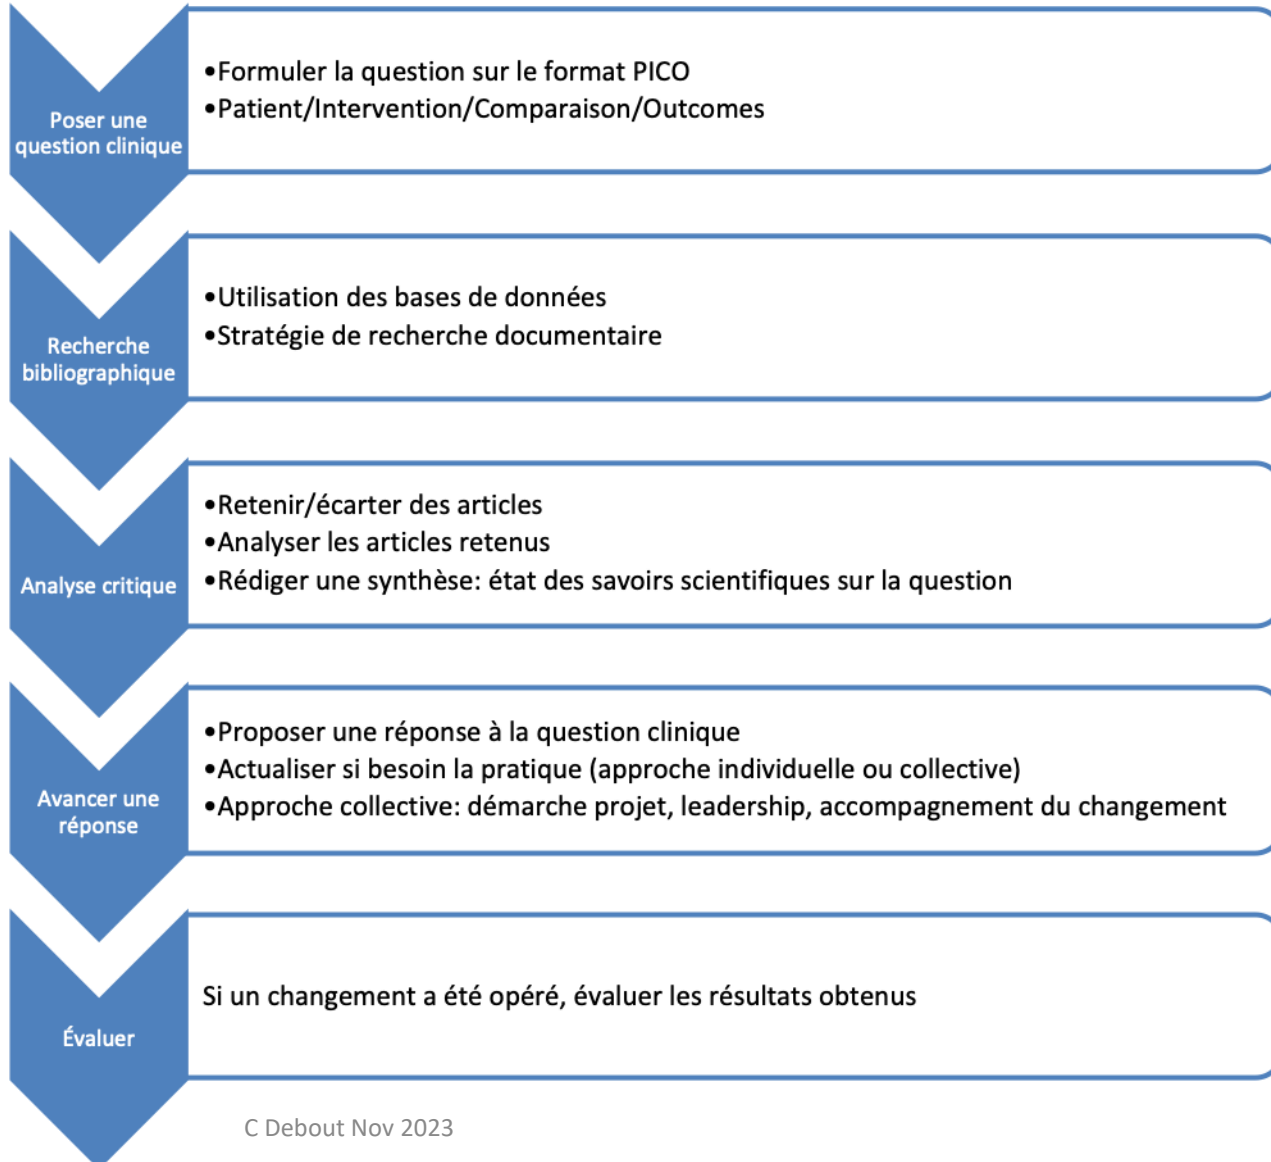 Poser une
question clinique
•Formuler la question sur le format PICO
•Patient/Intervention/Comparaison/Outcomes
Recherche
bibliographique
•Utilisation des bases de données
•Stratégie de recherche documentaire
Analyse critique
•Retenir/écarter des articles
•Analyser les articles retenus
•Rédiger une synthèse: état des savoirs scientifiques sur la question
Avancer une
réponse
•Proposer une réponse à la question clinique
•Actualiser si besoin la pratique (approche individuelle ou collective)
•Approche collective: démarche projet, leadership, accompagnement du changement
Évaluer
Si un changement a été opéré, évaluer les résultats obtenus
C Debout Nov 2023